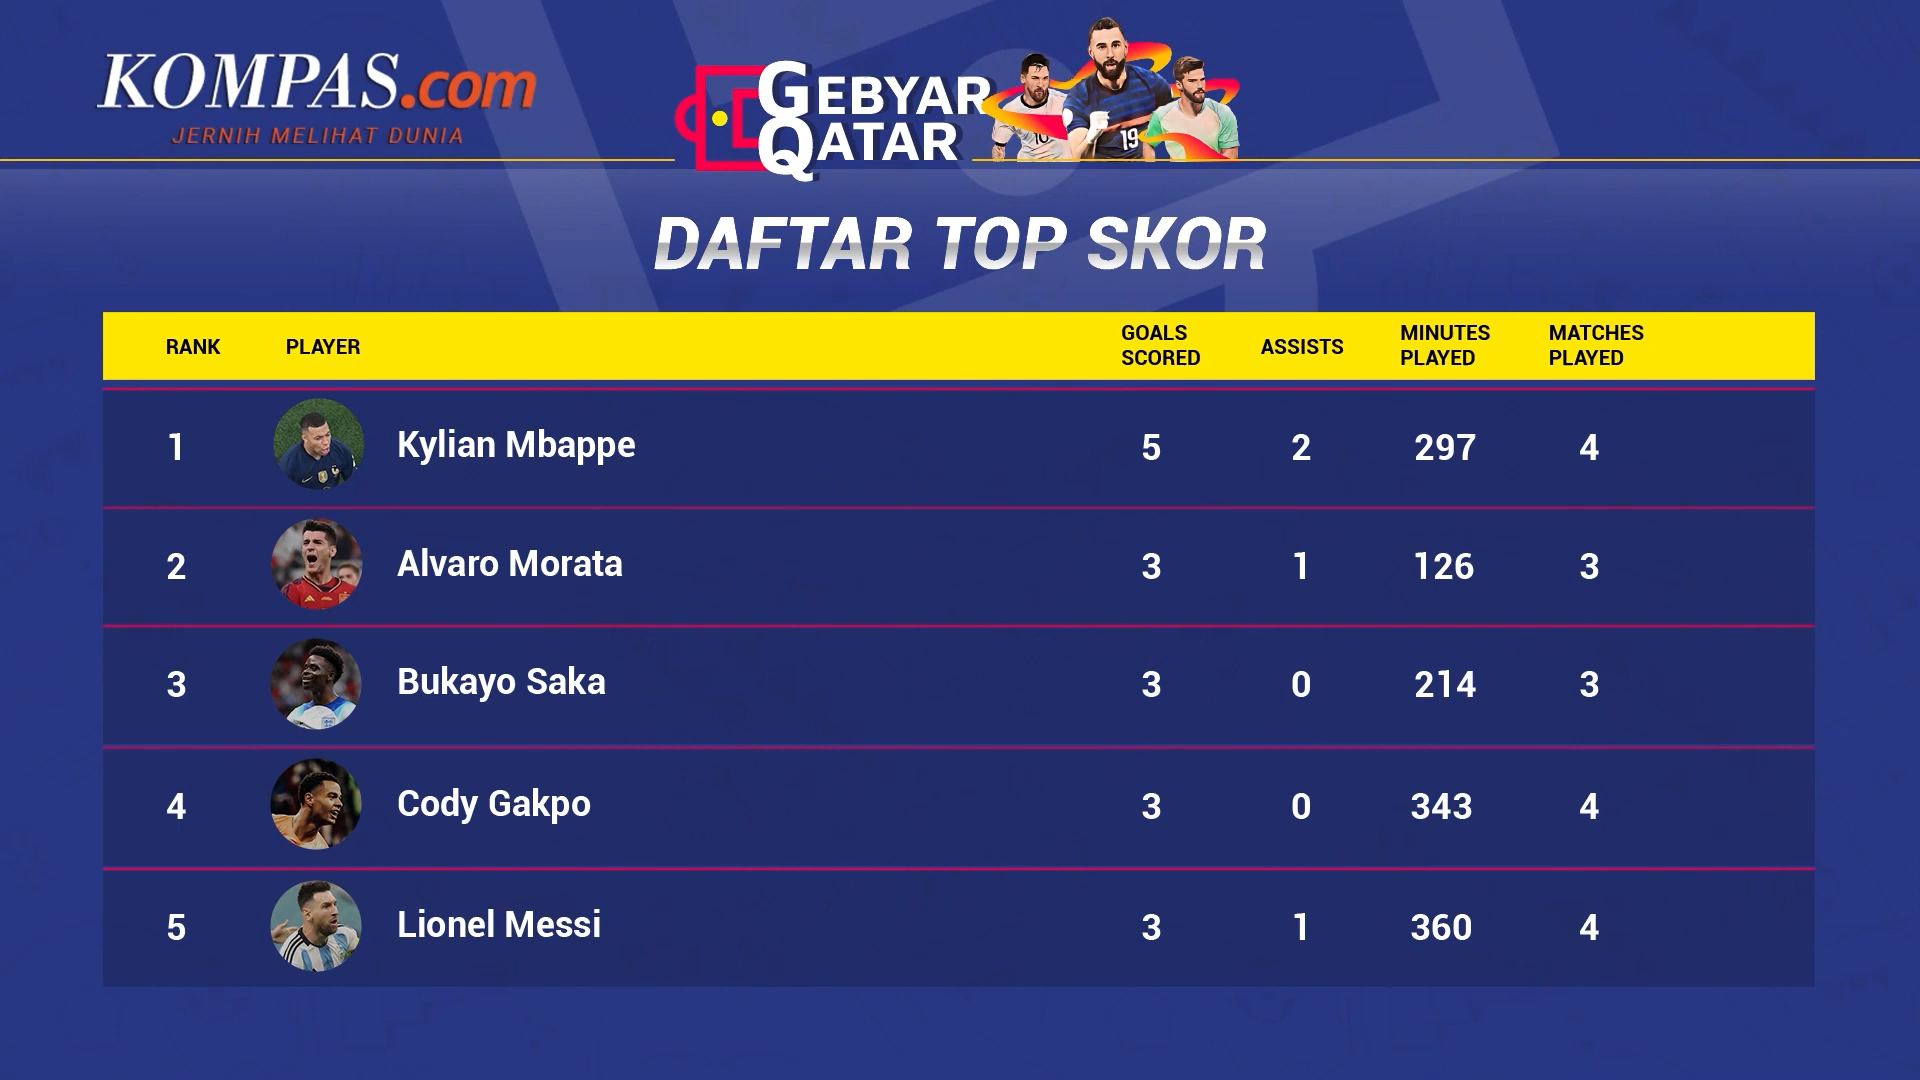 KOMPAS.com
JERNIH MELIHAT DUNIA
GEBYAR
QATAR
10
19
DAFTAR TOP SKOR
RANK PLAYER GOALS SCORED ASSISTS MINUTES PLAYED MATCHES PLAYED
1 Kylian Mbappe 5 2 297 4
2 Alvaro Morata 3 1 126 3
3 Bukayo Saka 3 0 214 3
4 Cody Gakpo 3 0 343 4
5 Lionel Messi 3 1 360 4